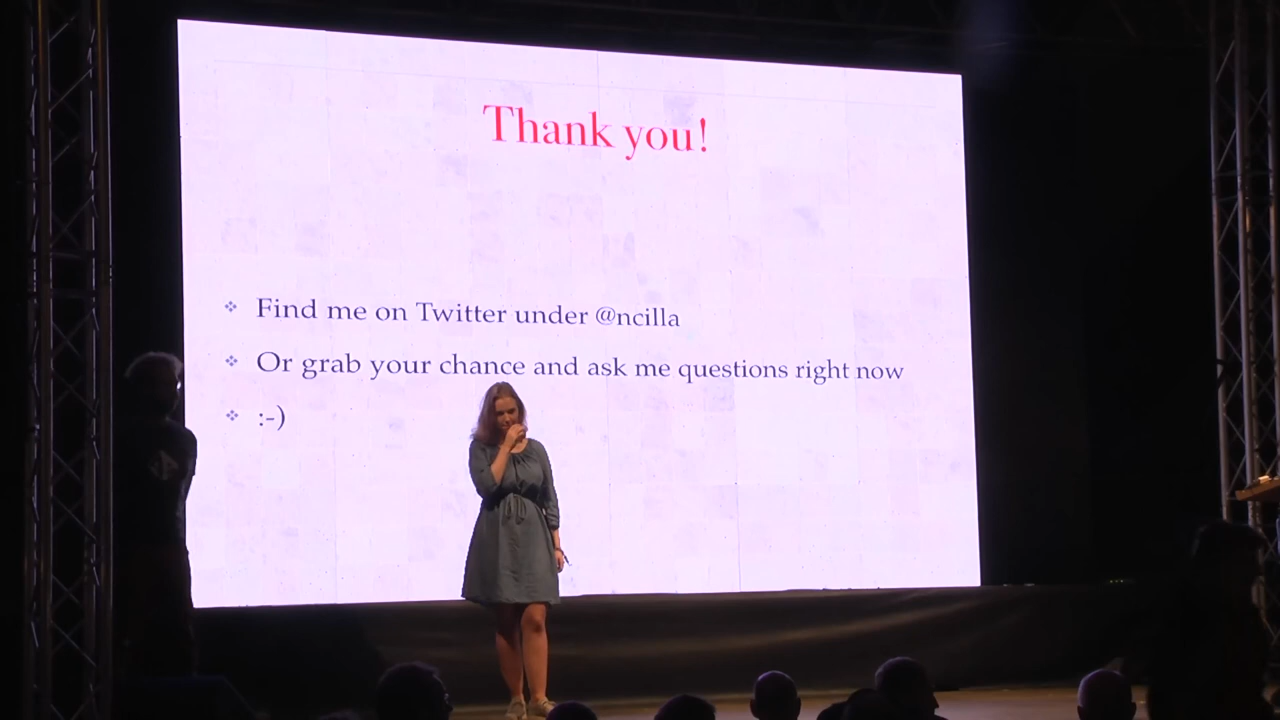 Thank you!
Find me on Twitter under @ncilla
Or grab your chance and ask me questions right now
:-)